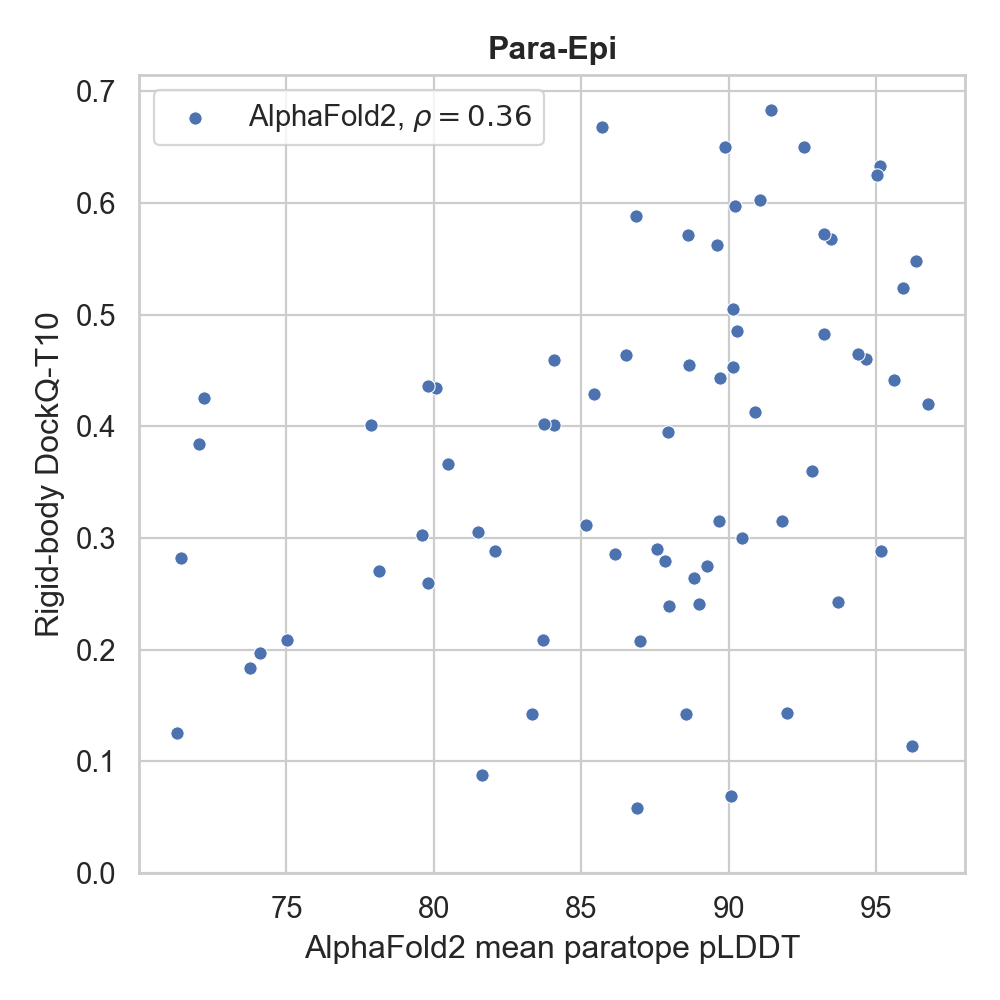 Para-Epi
AlphaFold2, ρ = 0.36
Rigid-body DockQ-T10
0.7
0.6
0.5
0.4
0.3
0.2
0.1
0.0
75 80 85 90 95
AlphaFold2 mean paratope pLDDT